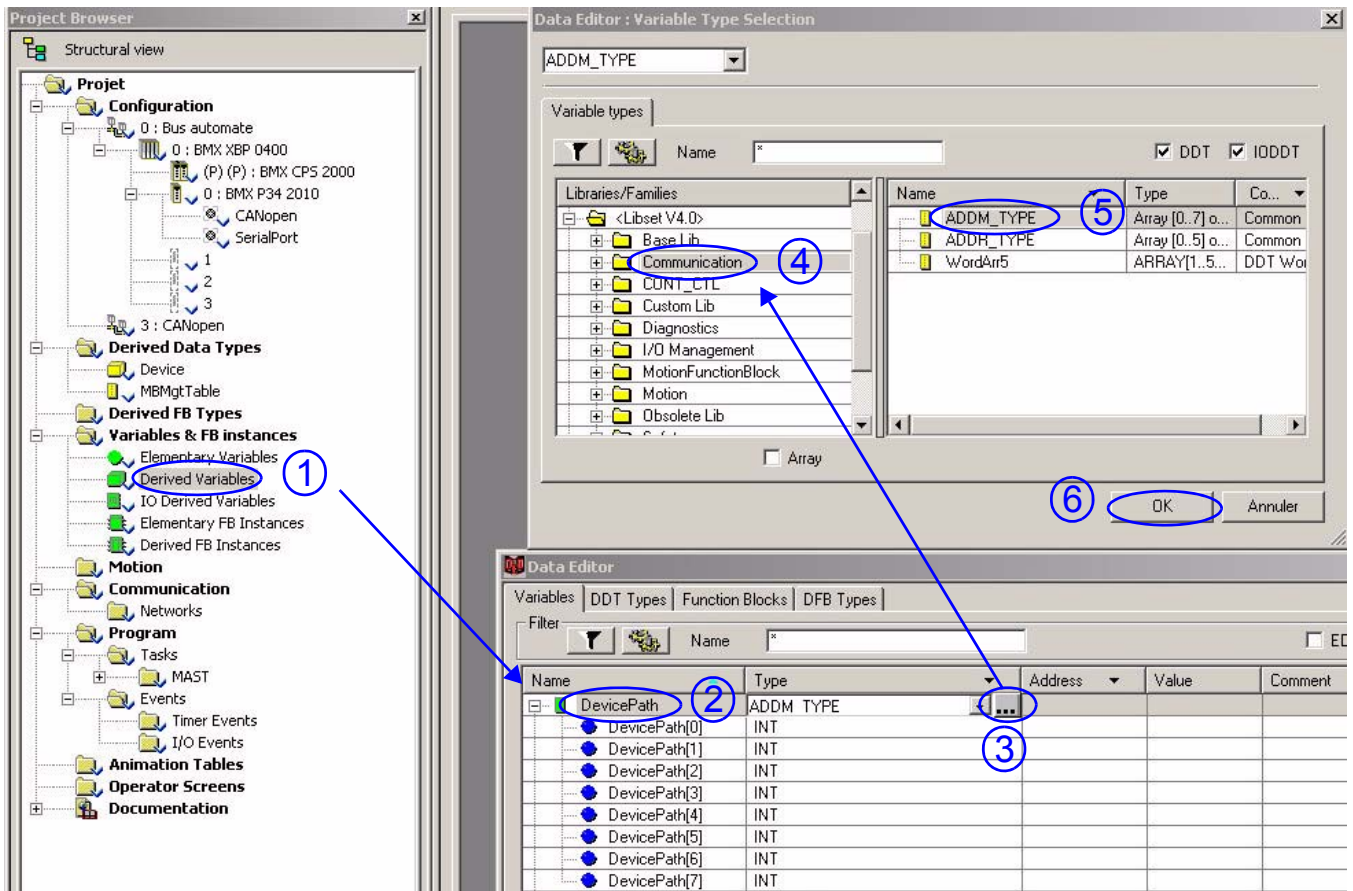 Project Browser
Structural view
Projet
Configuration
0 : Bus automate
0 : BMX XBP 0400
(P) (P) : BMX CPS 2000
0 : BMX P34 2010
CANopen
SerialPort
1
2
3
3 : CANopen
Derived Data Types
Device
MBMgtTable
Derived FB Types
Variables & FB instances
Elementary Variables
Derived Variables
1
IO Derived Variables
Elementary FB Instances
Derived FB Instances
Motion
Communication
Networks
Program
Tasks
MAST
Events
Timer Events
I/O Events
Animation Tables
Operator Screens
Documentation
Data Editor : Variable Type Selection
ADDM_TYPE
Variable types
Name * DDT IODDT
Libraries/Families
<Libset V4.0>
Base Lib
Communication
4
CONT_CTL
Custom Lib
Diagnostics
I/O Management
MotionFunctionBlock
Motion
Obsolete Lib
Name Type Co...
ADDM_TYPE 5 Array [0..7] o... Common
ADDR_TYPE Array [0..5] o... Common
WordArr5 ARRAY[1..5... DDT Wor
Array
6 OK Annuler
Data Editor
Variables DDT Types Function Blocks DFB Types
Filter
Name * ED
Name Type Address Value Comment
DevicePath 2 ADDM_TYPE ...
3
DevicePath[0] INT
DevicePath[1] INT
DevicePath[2] INT
DevicePath[3] INT
DevicePath[4] INT
DevicePath[5] INT
DevicePath[6] INT
DevicePath[7] INT